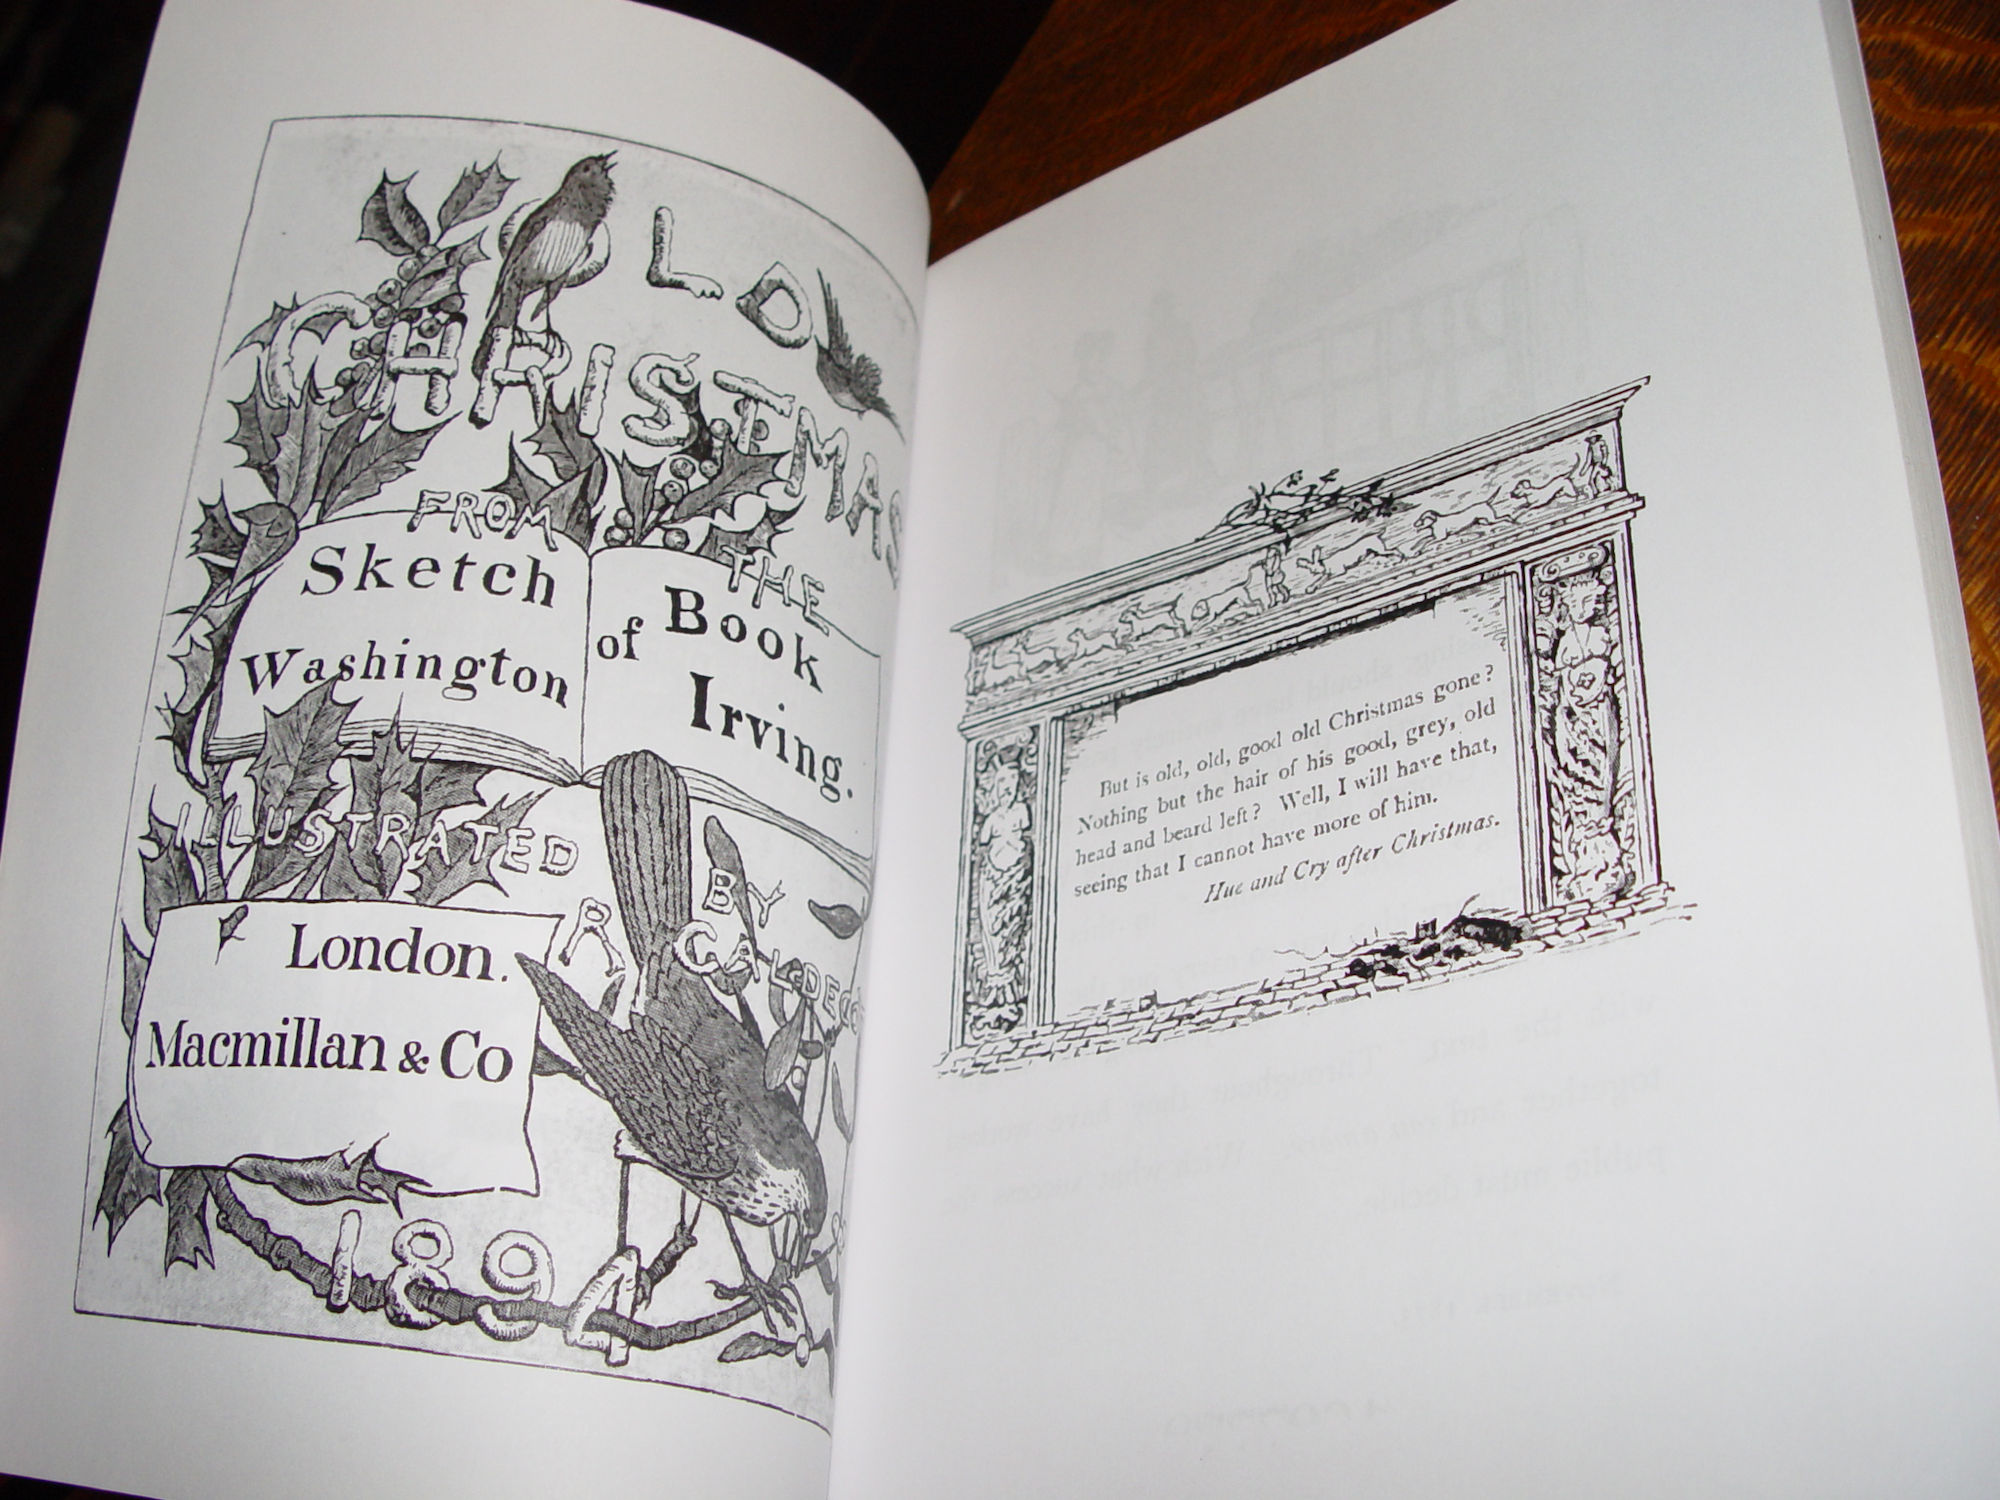 OLD
CHRISTMAS
FROM THE
Sketch Book
of
Washington Irving.
ILLUSTRATED BY
R CALDECO
London.
Macmillan & Co
1894
But is old, old, good old Christmas gone?
Nothing but the hair of his good, grey, old
head and beard left? Well, I will have that,
seeing that I cannot have more of him.
Hue and Cry after Christmas.